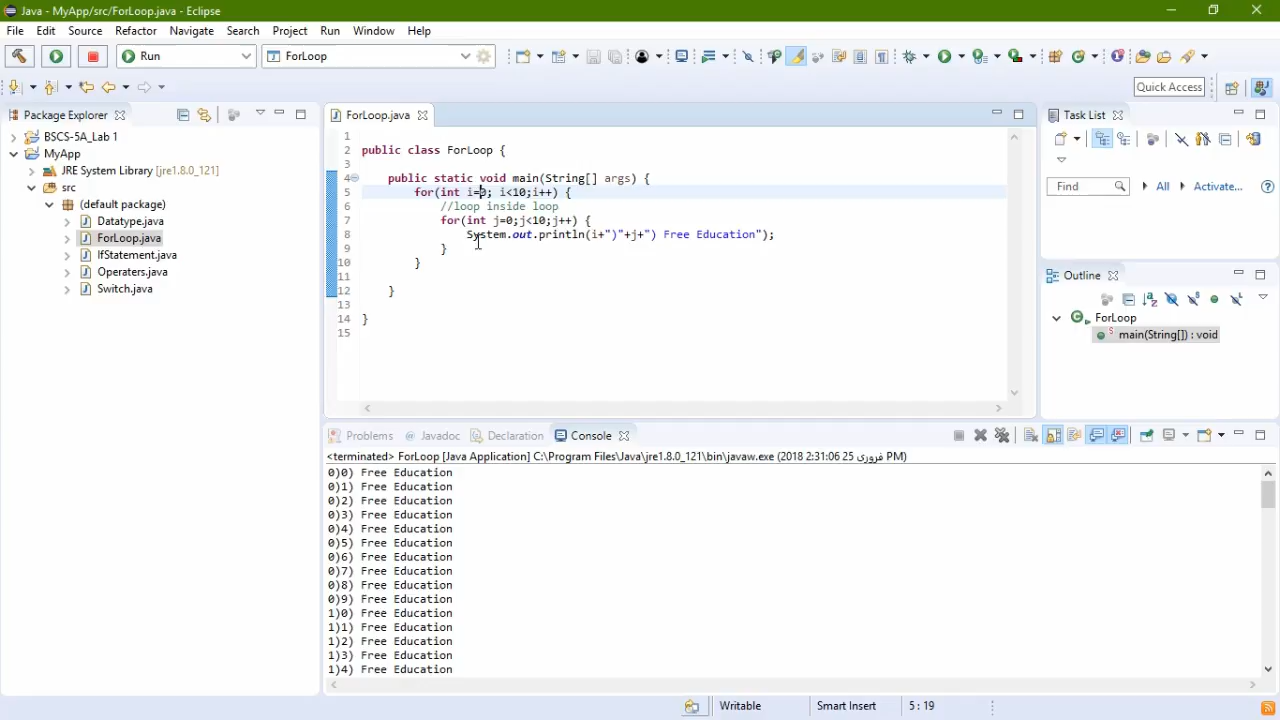 Java - MyApp/src/ForLoop.java - Eclipse
File Edit Source Refactor Navigate Search Project Run Window Help
Run ForLoop
Quick Access
Package Explorer
BSCS-5A_Lab 1
MyApp
JRE System Library [jre1.8.0_121]
src
(default package)
Datatype.java
ForLoop.java
IfStatement.java
Operaters.java
Switch.java
ForLoop.java
1
2 public class ForLoop {
3
4 public static void main(String[] args) {
5 for(int i=0; i<10;i++) {
6 //loop inside loop
7 for(int j=0;j<10;j++) {
8 System.out.println(i+")"+j+") Free Education");
9 }
10 }
11
12 }
13
14 }
15
Task List
Find All Activate...
Outline
ForLoop
main(String[]) : void
Problems Javadoc Declaration Console
<terminated> ForLoop [Java Application] C:\Program Files\Java\jre1.8.0_121\bin\javaw.exe (2018 فروری 25 2:31:06 PM)
0)0) Free Education
0)1) Free Education
0)2) Free Education
0)3) Free Education
0)4) Free Education
0)5) Free Education
0)6) Free Education
0)7) Free Education
0)8) Free Education
0)9) Free Education
1)0) Free Education
1)1) Free Education
1)2) Free Education
1)3) Free Education
1)4) Free Education
Writable Smart Insert 5 : 19